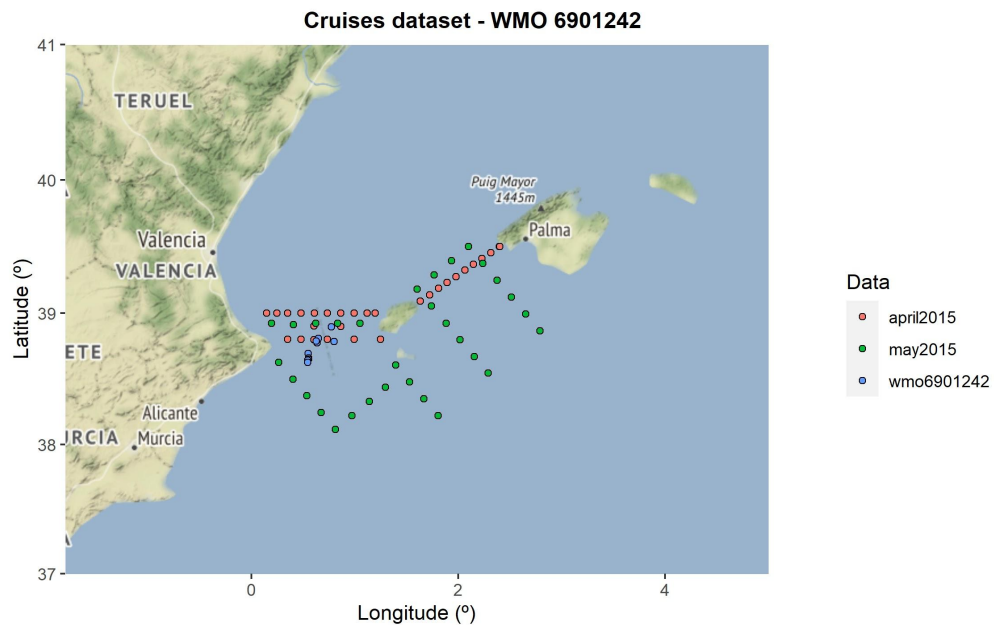 Cruises dataset - WMO 6901242
41
40
39
38
37
Latitude (º)
TERUEL
Puig Mayor
1445m
Palma
Valencia
VALENCIA
ETE
Alicante
URCIA
Murcia
0
2
4
Longitude (º)
Data
april2015
may2015
wmo6901242